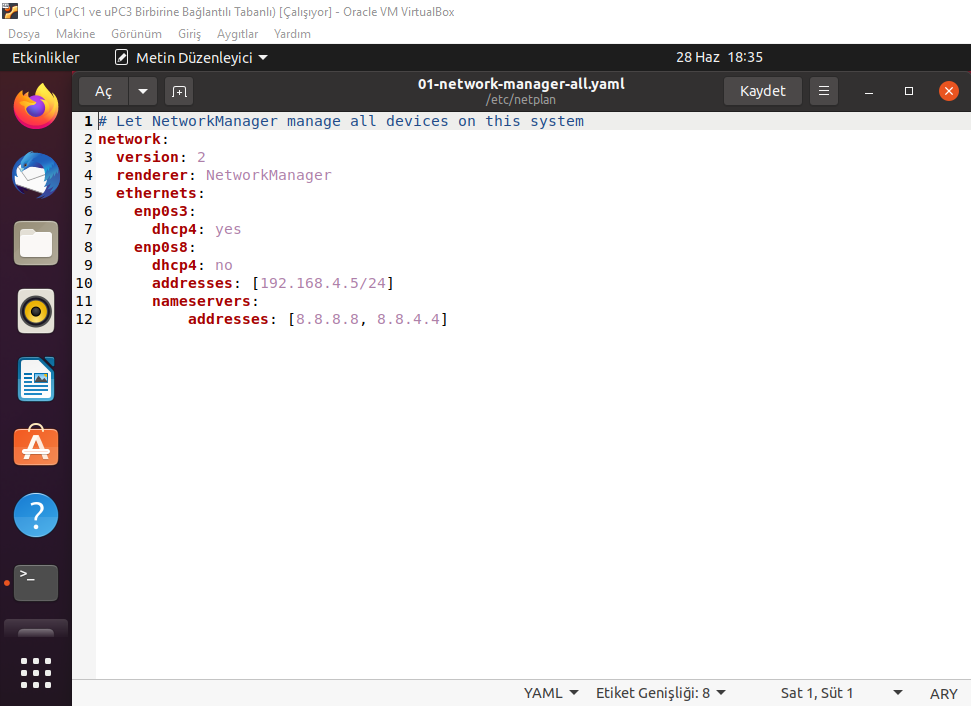 uPC1 (uPC1 ve uPC3 Birbirine Bağlantılı Tabanlı) [Çalışıyor] - Oracle VM VirtualBox
Dosya Makine Görünüm Giriş Aygıtlar Yardım
Etkinlikler Metin Düzenleyici 28 Haz 18:35
Aç 01-network-manager-all.yaml Kaydet
/etc/netplan
1 # Let NetworkManager manage all devices on this system
2 network:
3   version: 2
4   renderer: NetworkManager
5   ethernets:
6     enp0s3:
7       dhcp4: yes
8     enp0s8:
9       dhcp4: no
10       addresses: [192.168.4.5/24]
11       nameservers:
12           addresses: [8.8.8.8, 8.8.4.4]
YAML Etiket Genişliği: 8 Sat 1, Süt 1 ARY